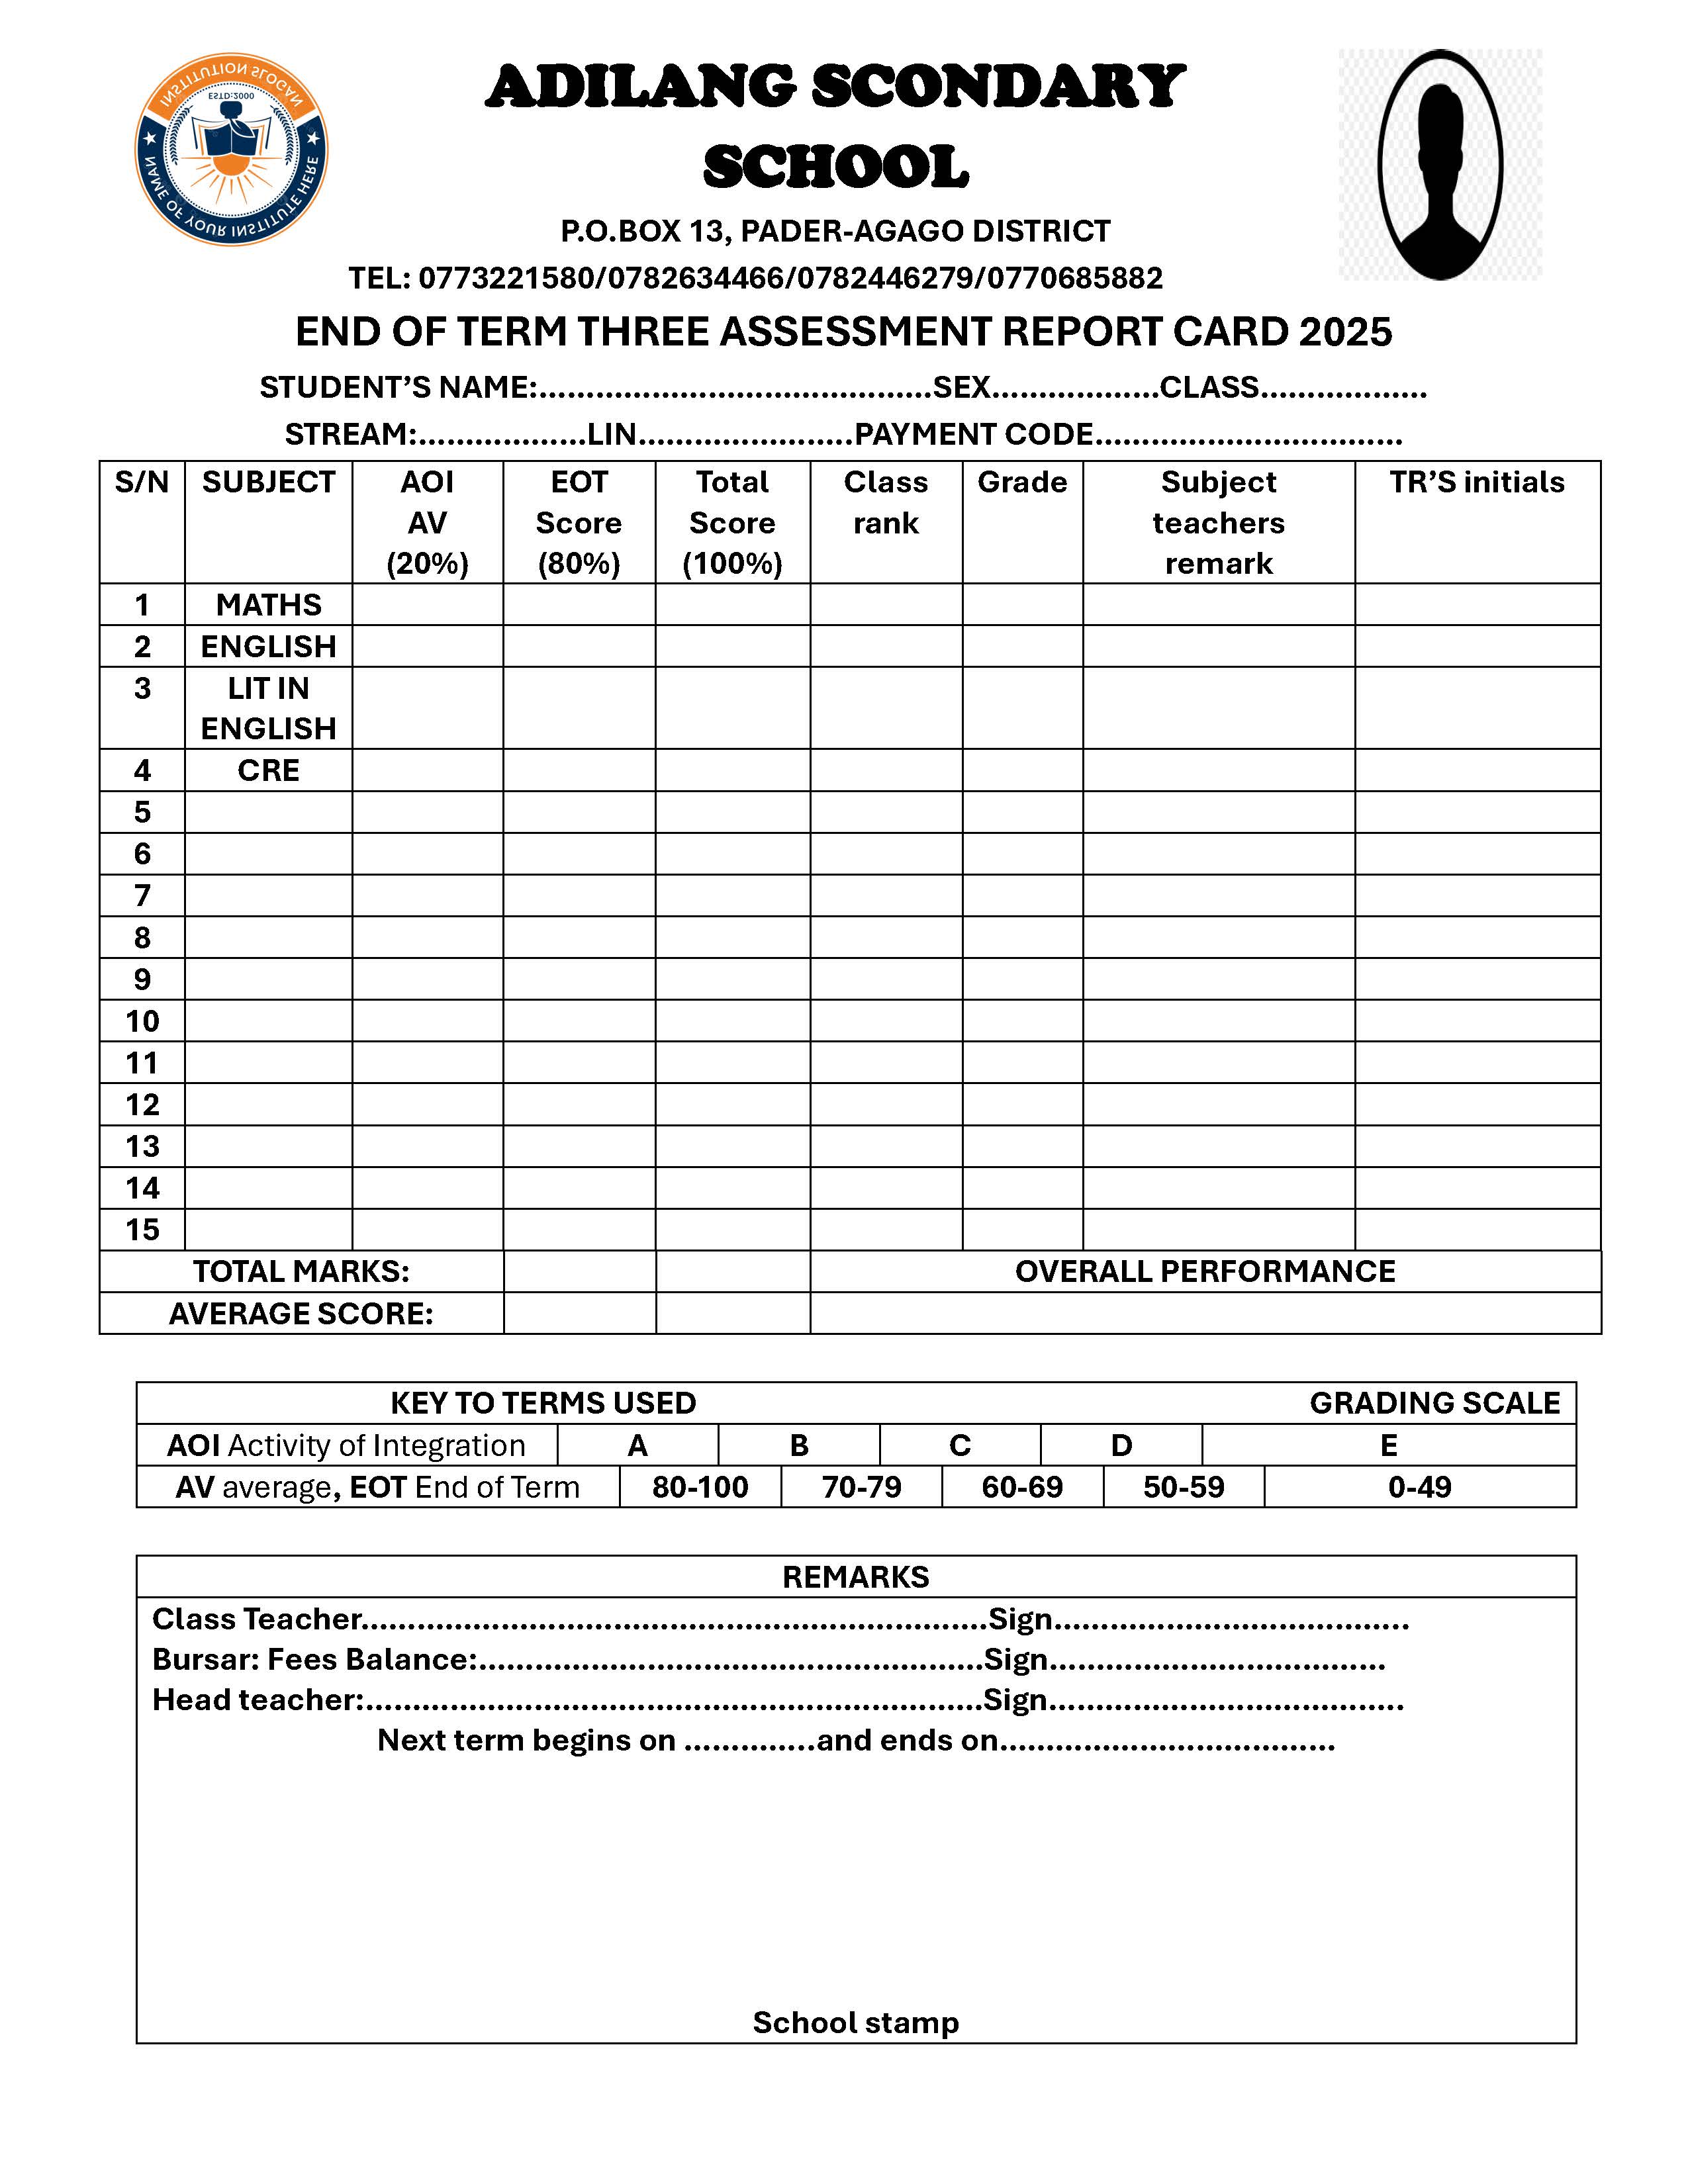 INSTITUTION SLOGAN
ESTD:2000
NAME OF YOUR INSTITUTE HERE
ADILANG SCONDARY
SCHOOL
P.O.BOX 13, PADER-AGAGO DISTRICT
TEL: 0773221580/0782634466/0782446279/0770685882
END OF TERM THREE ASSESSMENT REPORT CARD 2025
STUDENT’S NAME:..........................................SEX..................CLASS..................
STREAM:..................LIN.......................PAYMENT CODE.................................
S/N SUBJECT AOI AV (20%) EOT Score (80%) Total Score (100%) Class rank Grade Subject teachers remark TR’S initials
1 MATHS
2 ENGLISH
3 LIT IN ENGLISH
4 CRE
5
6
7
8
9
10
11
12
13
14
15
TOTAL MARKS: OVERALL PERFORMANCE
AVERAGE SCORE:
KEY TO TERMS USED GRADING SCALE
AOI Activity of Integration A B C D E
AV average, EOT End of Term 80-100 70-79 60-69 50-59 0-49
REMARKS
Class Teacher...................................................................Sign......................................
Bursar: Fees Balance:......................................................Sign....................................
Head teacher:..................................................................Sign......................................
Next term begins on ..............and ends on....................................
School stamp